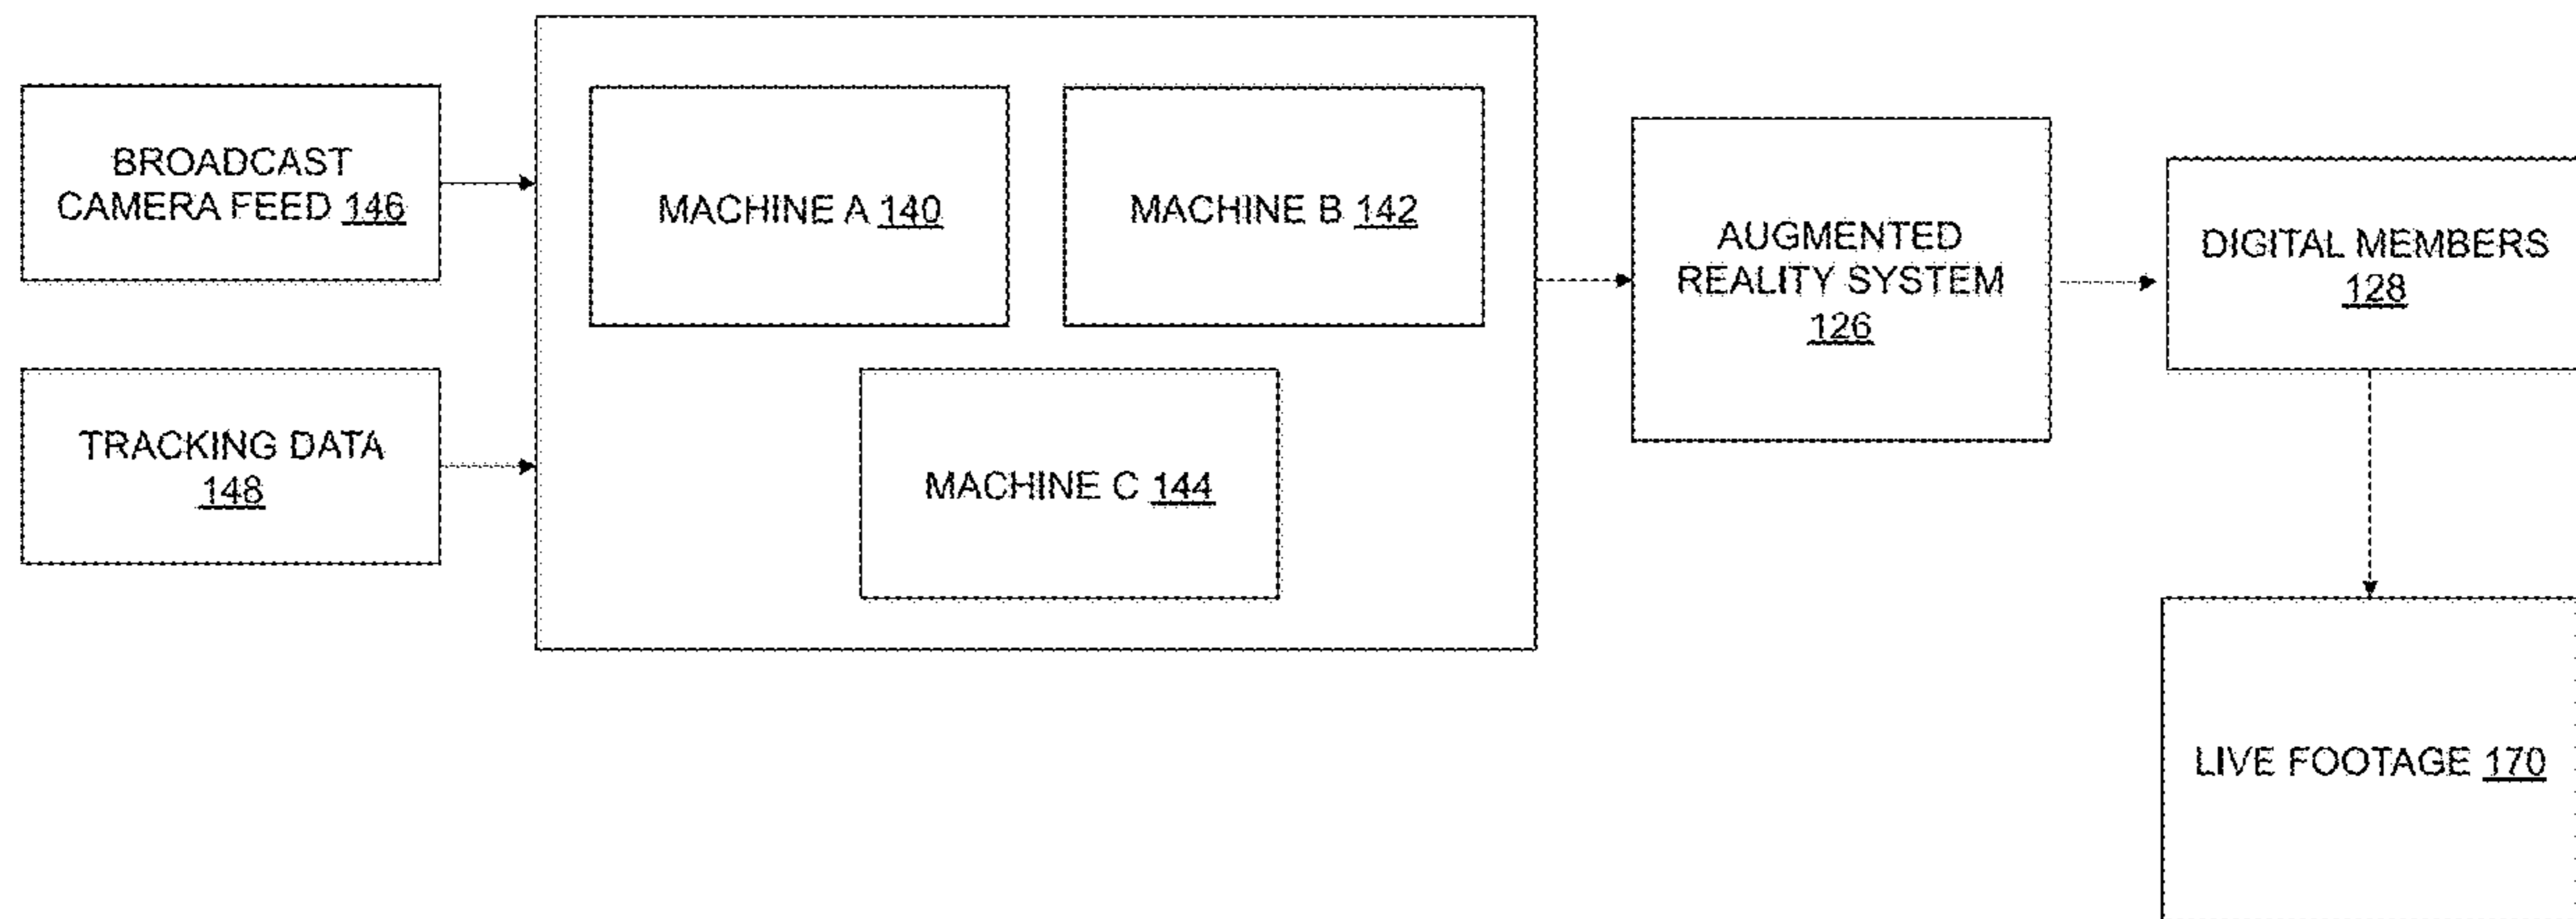 BROADCAST
CAMERA FEED 146
TRACKING DATA
148
MACHINE A 140
MACHINE B 142
MACHINE C 144
AUGMENTED
REALITY SYSTEM
126
DIGITAL MEMBERS
128
LIVE FOOTAGE 170